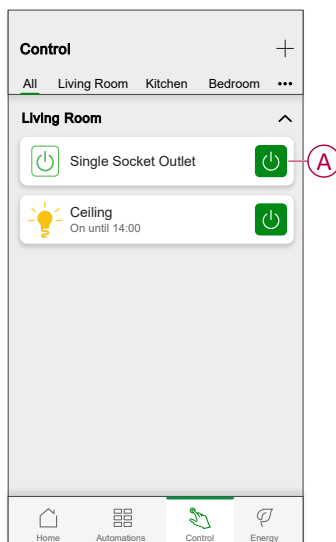 Control
All Living Room Kitchen Bedroom •••
Living Room
Single Socket Outlet
A
Ceiling
On until 14:00
Home Automations Control Energy